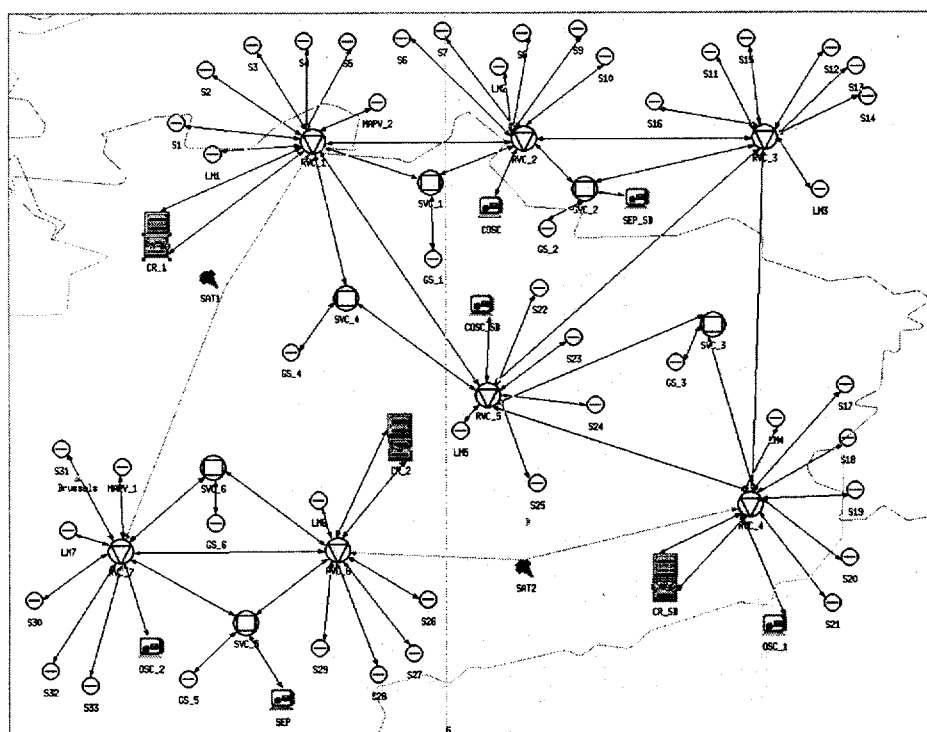 S7
S8
S9
S4
S3
S5
S6
S15
S12
S11
S2
LM2
S10
S13
S16
S14
MAPV_2
S1
RVC_1
RVC_2
RVC_3
LM1
SVC_1
SVC_2
SEP_SB
LM3
COSC
GS_2
CR_1
GS_1
SAT1
S22
SVC_4
COSC_SB
SVC_3
S23
GS_4
GS_3
RVC_5
S17
S24
LM4
LM5
S18
S31
Brussels
MAPV_1
SVC_6
S19
LM6
S25
RVC_4
LM7
GS_6
S20
SAT2
S30
CR_SB
S26
S21
SVC_5
OSC_1
OSC_2
S29
S27
S32
S28
S33
GS_5
SEP
6